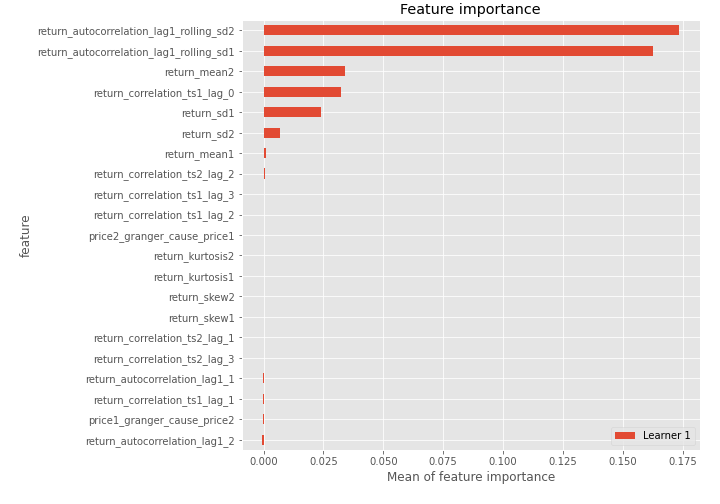 Feature importance
return_autocorrelation_lag1_rolling_sd2
return_autocorrelation_lag1_rolling_sd1
return_mean2
return_correlation_ts1_lag_0
return_sd1
return_sd2
return_mean1
return_correlation_ts2_lag_2
return_correlation_ts1_lag_3
return_correlation_ts1_lag_2
price2_granger_cause_price1
return_kurtosis2
return_kurtosis1
return_skew2
return_skew1
return_correlation_ts2_lag_1
return_correlation_ts2_lag_3
return_autocorrelation_lag1_1
return_correlation_ts1_lag_1
price1_granger_cause_price2
return_autocorrelation_lag1_2
feature
Learner 1
0.000 0.025 0.050 0.075 0.100 0.125 0.150 0.175
Mean of feature importance